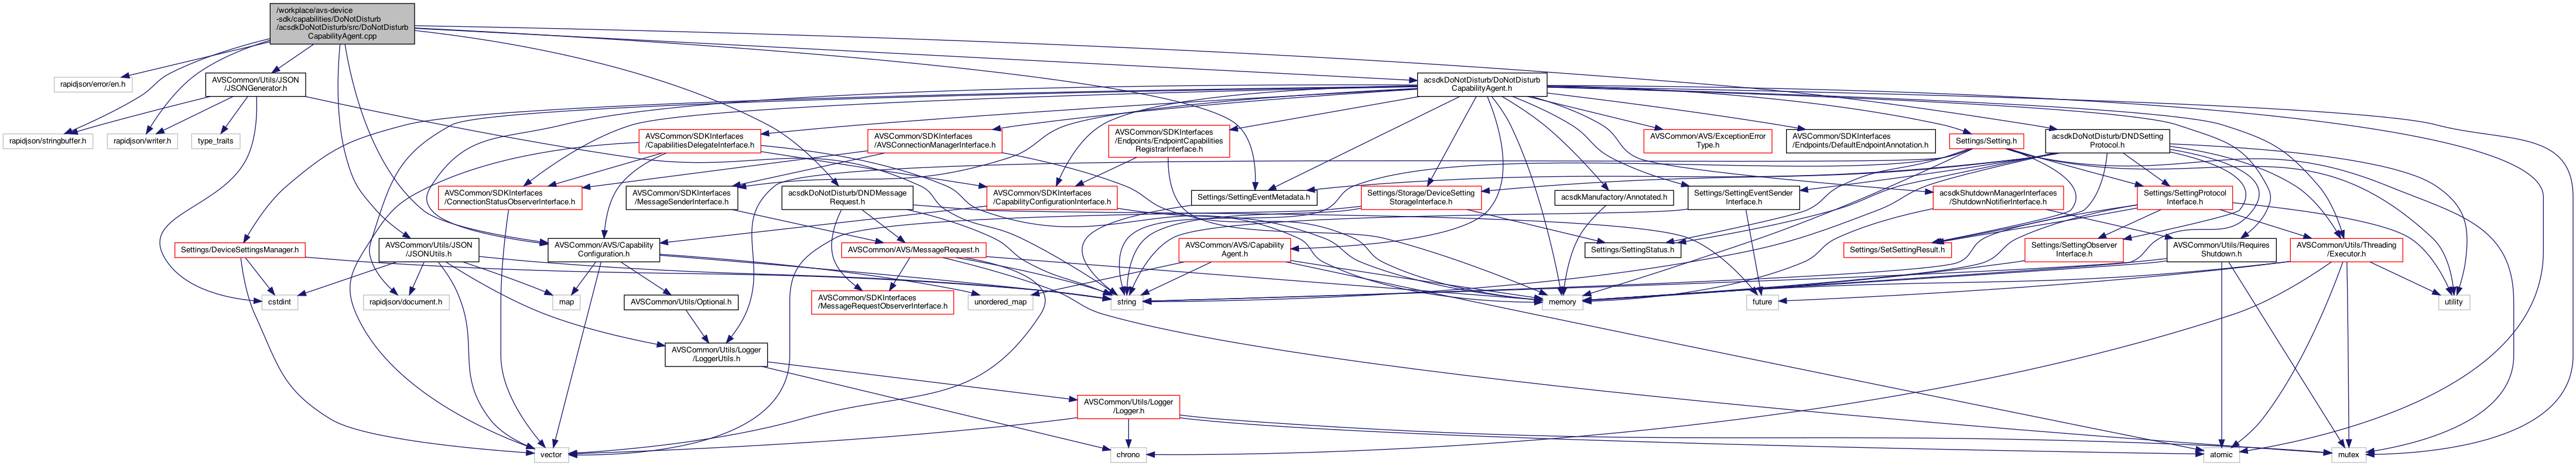 /workplace/avs-device
-sdk/capabilities/DoNotDisturb
/acsdkDoNotDisturb/src/DoNotDisturb
CapabilityAgent.cpp
rapidjson/error/en.h
AVSCommon/Utils/JSON
/JSONGenerator.h
acsdkDoNotDisturb/DoNotDisturb
CapabilityAgent.h
rapidjson/stringbuffer.h
rapidjson/writer.h
type_traits
AVSCommon/SDKInterfaces
/CapabilitiesDelegateInterface.h
AVSCommon/SDKInterfaces
/AVSConnectionManagerInterface.h
AVSCommon/SDKInterfaces
/Endpoints/EndpointCapabilities
RegistrarInterface.h
AVSCommon/AVS/ExceptionError
Type.h
AVSCommon/SDKInterfaces
/Endpoints/DefaultEndpointAnnotation.h
Settings/Setting.h
acsdkDoNotDisturb/DNDSetting
Protocol.h
AVSCommon/SDKInterfaces
/ConnectionStatusObserverInterface.h
AVSCommon/SDKInterfaces
/MessageSenderInterface.h
acsdkDoNotDisturb/DNDMessage
Request.h
AVSCommon/SDKInterfaces
/CapabilityConfigurationInterface.h
Settings/SettingEventMetadata.h
Settings/Storage/DeviceSetting
StorageInterface.h
acsdkManufactory/Annotated.h
Settings/SettingEventSender
Interface.h
acsdkShutdownManagerInterfaces
/ShutdownNotifierInterface.h
Settings/SettingProtocol
Interface.h
Settings/DeviceSettingsManager.h
AVSCommon/Utils/JSON
/JSONUtils.h
AVSCommon/AVS/Capability
Configuration.h
AVSCommon/AVS/MessageRequest.h
AVSCommon/AVS/Capability
Agent.h
Settings/SettingStatus.h
Settings/SetSettingResult.h
Settings/SettingObserver
Interface.h
AVSCommon/Utils/Requires
Shutdown.h
AVSCommon/Utils/Threading
/Executor.h
cstdint
rapidjson/document.h
map
AVSCommon/Utils/Optional.h
AVSCommon/SDKInterfaces
/MessageRequestObserverInterface.h
unordered_map
string
memory
future
utility
AVSCommon/Utils/Logger
/LoggerUtils.h
AVSCommon/Utils/Logger
/Logger.h
vector
chrono
atomic
mutex